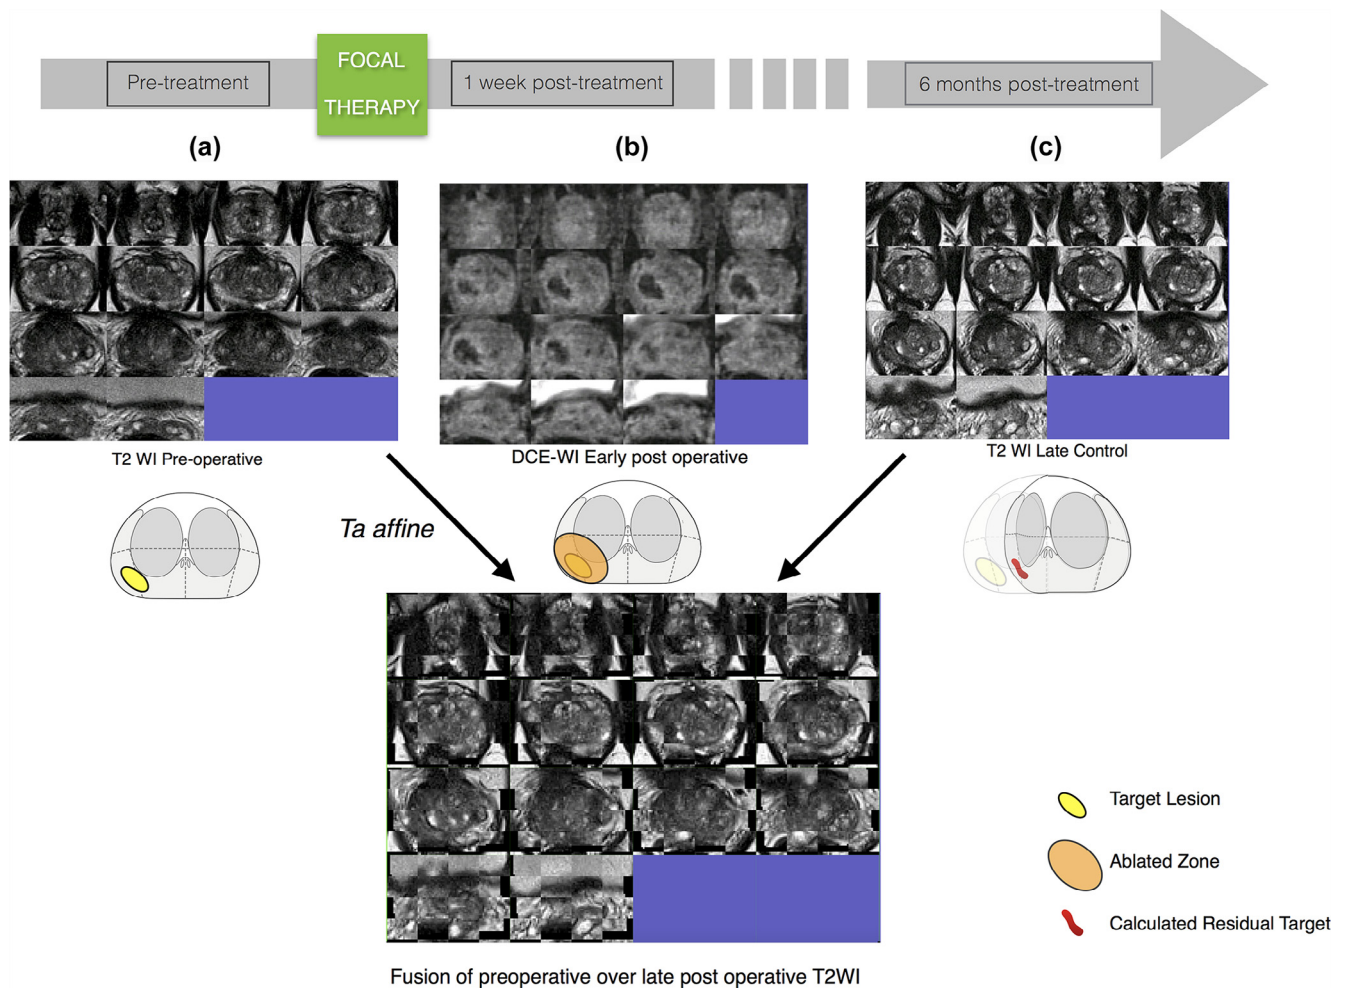 Pre-treatment
FOCAL
THERAPY
1 week post-treatment
6 months post-treatment
(a)
(b)
(c)
T2 WI Pre-operative
DCE-WI Early post operative
T2 WI Late Control
Ta affine
Target Lesion
Ablated Zone
Calculated Residual Target
Fusion of preoperative over late post operative T2WI